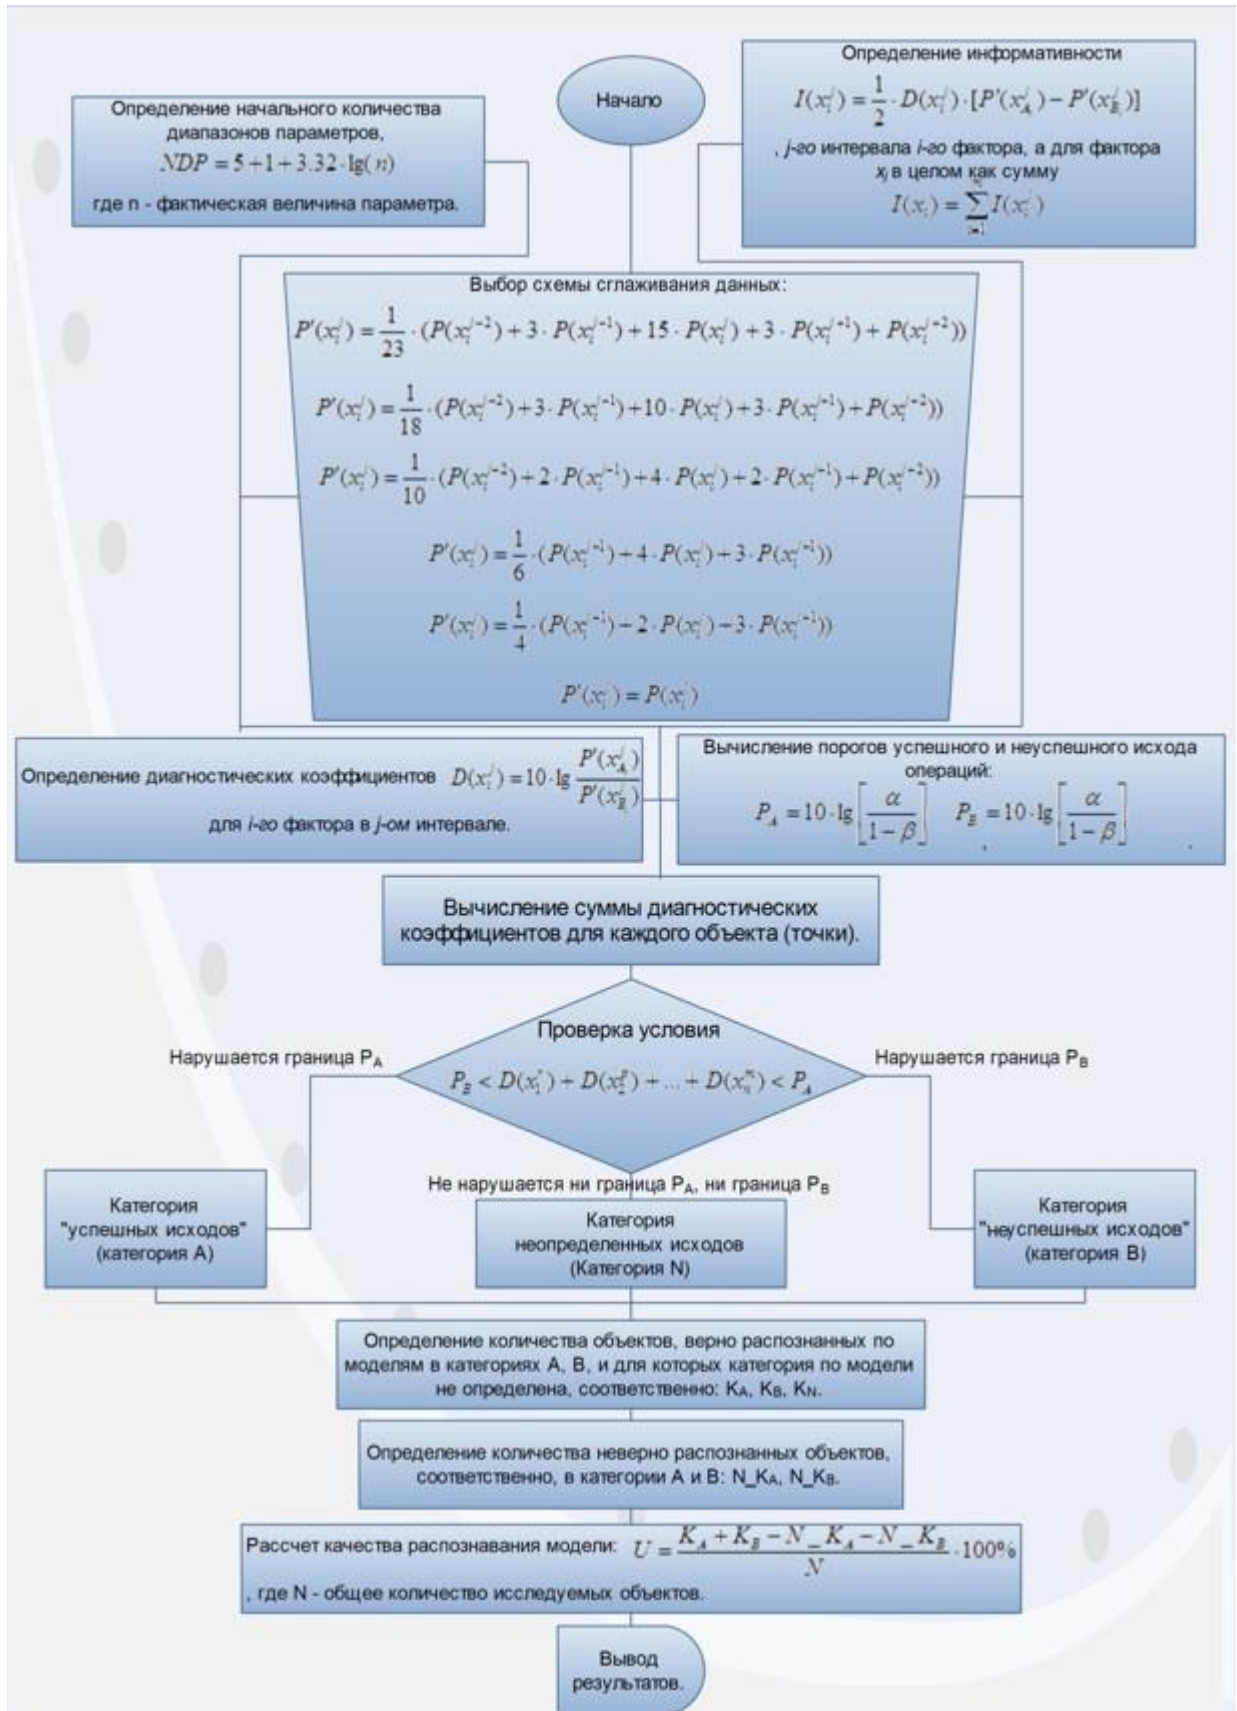 Начало
Определение начального количества
диапазонов параметров,
NDP = 5 + 1 + 3.32 · lg(n)
где n - фактическая величина параметра.
Определение информативности
I(x_i^j) = 1/2 · D(x_i^j) · [P'(x_A^j) − P'(x_B^j)]
, j-го интервала i-го фактора, а для фактора
x_j в целом как сумму
I(x_i) = ∑ I(x_i^j)
Выбор схемы сглаживания данных:
P'(x_i^j) = 1/23 · (P(x_i^{j−2}) + 3 · P(x_i^{j−1}) + 15 · P(x_i^j) + 3 · P(x_i^{j+1}) + P(x_i^{j+2}))
P'(x_i^j) = 1/18 · (P(x_i^{j−2}) + 3 · P(x_i^{j−1}) + 10 · P(x_i^j) + 3 · P(x_i^{j+1}) + P(x_i^{j+2}))
P'(x_i^j) = 1/10 · (P(x_i^{j−2}) + 2 · P(x_i^{j−1}) + 4 · P(x_i^j) + 2 · P(x_i^{j+1}) + P(x_i^{j+2}))
P'(x_i^j) = 1/6 · (P(x_i^{j−1}) + 4 · P(x_i^j) + 3 · P(x_i^{j+1}))
P'(x_i^j) = 1/4 · (P(x_i^{j−1}) + 2 · P(x_i^j) + 3 · P(x_i^{j+1}))
P'(x_i^j) = P(x_i^j)
Определение диагностических коэффициентов D(x_i^j) = 10 · lg P'(x_A^j) / P'(x_B^j)
для i-го фактора в j-ом интервале.
Вычисление порогов успешного и неуспешного исхода
операций:
P_A = 10 · lg[α / (1 − β)] , P_B = 10 · lg[α / (1 − β)] .
Вычисление суммы диагностических
коэффициентов для каждого объекта (точки).
Проверка условия
P_B < D(x_1^r) + D(x_2^p) + ... + D(x_n^m) < P_A
Нарушается граница P_A
Нарушается граница P_B
Не нарушается ни граница P_A, ни граница P_B
Категория
"успешных исходов"
(категория А)
Категория
неопределенных исходов
(Категория N)
Категория
"неуспешных исходов"
(категория В)
Определение количества объектов, верно распознанных по
моделям в категориях А, В, и для которых категория по модели
не определена, соответственно: K_A, K_B, K_N.
Определение количества неверно распознанных объектов,
соответственно, в категории А и В: N_K_A, N_K_B.
Рассчет качества распознавания модели: U = (K_A + K_B − N_K_A − N_K_B) / N · 100%
, где N - общее количество исследуемых объектов.
Вывод
результатов.